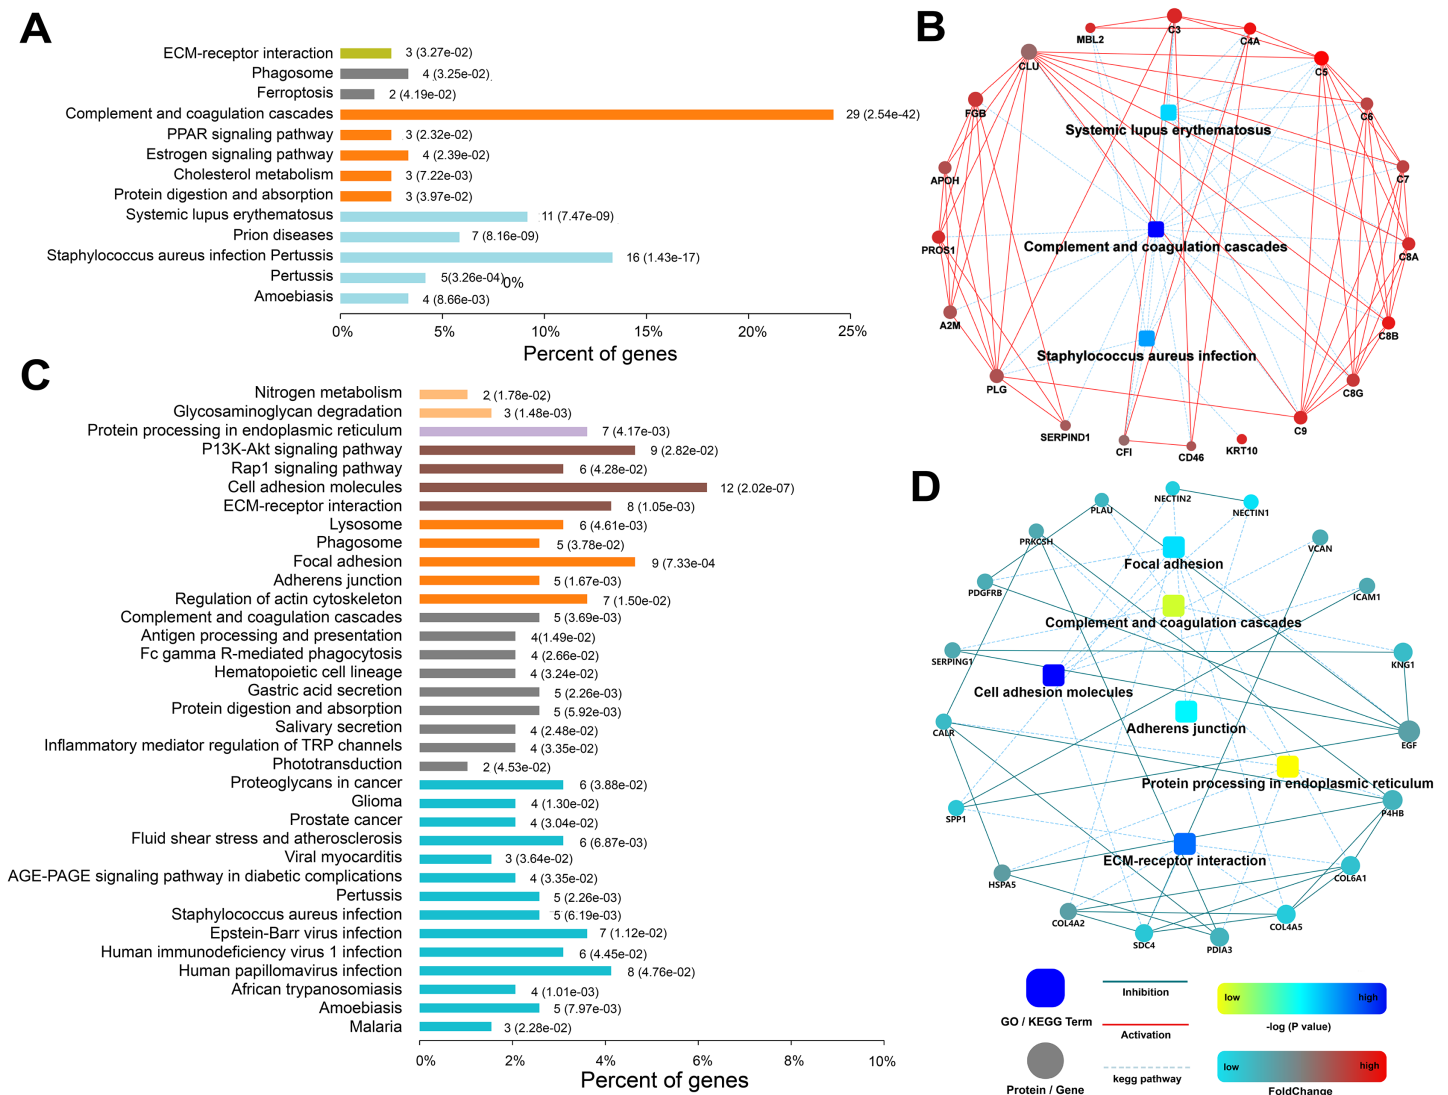 A
ECM-receptor interaction 3 (3.27e-02)
Phagosome 4 (3.25e-02)
Ferroptosis 2 (4.19e-02)
Complement and coagulation cascades 29 (2.54e-42)
PPAR signaling pathway 3 (2.32e-02)
Estrogen signaling pathway 4 (2.39e-02)
Cholesterol metabolism 3 (7.22e-03)
Protein digestion and absorption 3 (3.97e-02)
Systemic lupus erythematosus 11 (7.47e-09)
Prion diseases 7 (8.16e-09)
Staphylococcus aureus infection Pertussis 16 (1.43e-17)
Pertussis 5(3.26e-04) 0%
Amoebiasis 4 (8.66e-03)
0% 5% 10% 15% 20% 25%
Percent of genes
B
MBL2
C3
C4A
CLU
C5
FGB
C6
Systemic lupus erythematosus
APOH
C7
PROS1
Complement and coagulation cascades
C8A
A2M
C8B
Staphylococcus aureus infection
PLG
C8G
SERPIND1
C9
CFI
CD46
KRT10
C
Nitrogen metabolism 2 (1.78e-02)
Glycosaminoglycan degradation 3 (1.48e-03)
Protein processing in endoplasmic reticulum 7 (4.17e-03)
P13K-Akt signaling pathway 9 (2.82e-02)
Rap1 signaling pathway 6 (4.28e-02)
Cell adhesion molecules 12 (2.02e-07)
ECM-receptor interaction 8 (1.05e-03)
Lysosome 6 (4.61e-03)
Phagosome 5 (3.78e-02)
Focal adhesion 9 (7.33e-04
Adherens junction 5 (1.67e-03)
Regulation of actin cytoskeleton 7 (1.50e-02)
Complement and coagulation cascades 5 (3.69e-03)
Antigen processing and presentation 4(1.49e-02)
Fc gamma R-mediated phagocytosis 4 (2.66e-02)
Hematopoietic cell lineage 4 (3.24e-02)
Gastric acid secretion 5 (2.26e-03)
Protein digestion and absorption 5 (5.92e-03)
Salivary secretion 4 (2.48e-02)
Inflammatory mediator regulation of TRP channels 4 (3.35e-02)
Phototransduction 2 (4.53e-02)
Proteoglycans in cancer 6 (3.88e-02)
Glioma 4 (1.30e-02)
Prostate cancer 4 (3.04e-02)
Fluid shear stress and atherosclerosis 6 (6.87e-03)
Viral myocarditis 3 (3.64e-02)
AGE-PAGE signaling pathway in diabetic complications 4 (3.35e-02)
Pertussis 5 (2.26e-03)
Staphylococcus aureus infection 5 (6.19e-03)
Epstein-Barr virus infection 7 (1.12e-02)
Human immunodeficiency virus 1 infection 6 (4.45e-02)
Human papillomavirus infection 8 (4.76e-02)
African trypanosomiasis 4 (1.01e-03)
Amoebiasis 5 (7.97e-03)
Malaria 3 (2.28e-02)
0% 2% 4% 6% 8% 10%
Percent of genes
D
NECTIN2
PLAU
NECTIN1
PRKCSH
VCAN
Focal adhesion
PDGFRB
ICAM1
Complement and coagulation cascades
SERPING1
KNG1
Cell adhesion molecules
CALR
Adherens junction
EGF
Protein processing in endoplasmic reticulum
SPP1
P4HB
ECM-receptor interaction
HSPA5
COL6A1
COL4A2
COL4A5
SDC4
PDIA3
GO / KEGG Term
Protein / Gene
Inhibition
Activation
kegg pathway
low high
-log (P value)
low high
FoldChange